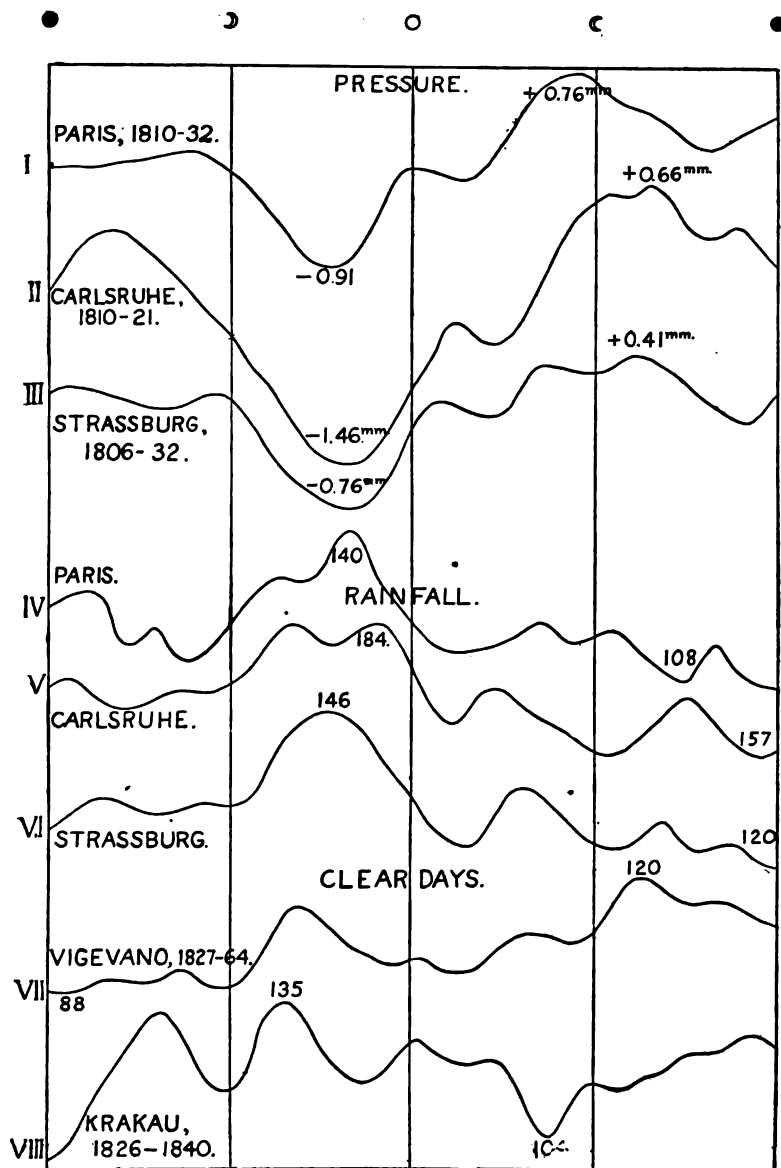 PRESSURE.
+ 0.76mm
PARIS, 1810-32.
I
+0.66mm.
-0.91
II
CARLSRUHE,
1810-21.
+0.41mm.
III
STRASSBURG,
1806-32.
-1.46mm.
-0.76mm
140
PARIS.
IV
RAINFALL.
184.
108
V
CARLSRUHE.
146
157
VI
STRASSBURG.
120
CLEAR DAYS.
120
VIGEVANO, 1827-64.
VII
88
135
KRAKAU,
1826-1840.
VIII